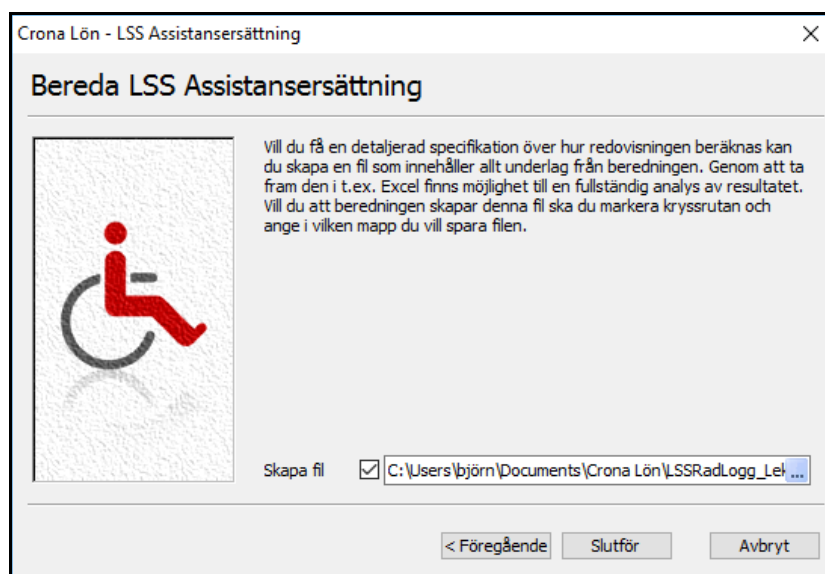 Crona Lön - LSS Assistansersättning
Bereda LSS Assistansersättning
Vill du få en detaljerad specifikation över hur redovisningen beräknas kan
du skapa en fil som innehåller allt underlag från beredningen. Genom att ta
fram den i t.ex. Excel finns möjlighet till en fullständig analys av resultatet.
Vill du att beredningen skapar denna fil ska du markera kryssrutan och
ange i vilken mapp du vill spara filen.
Skapa fil C:\Users\björn\Documents\Crona Lön\LSSRadLogg_Lek ...
< Föregående Slutför Avbryt